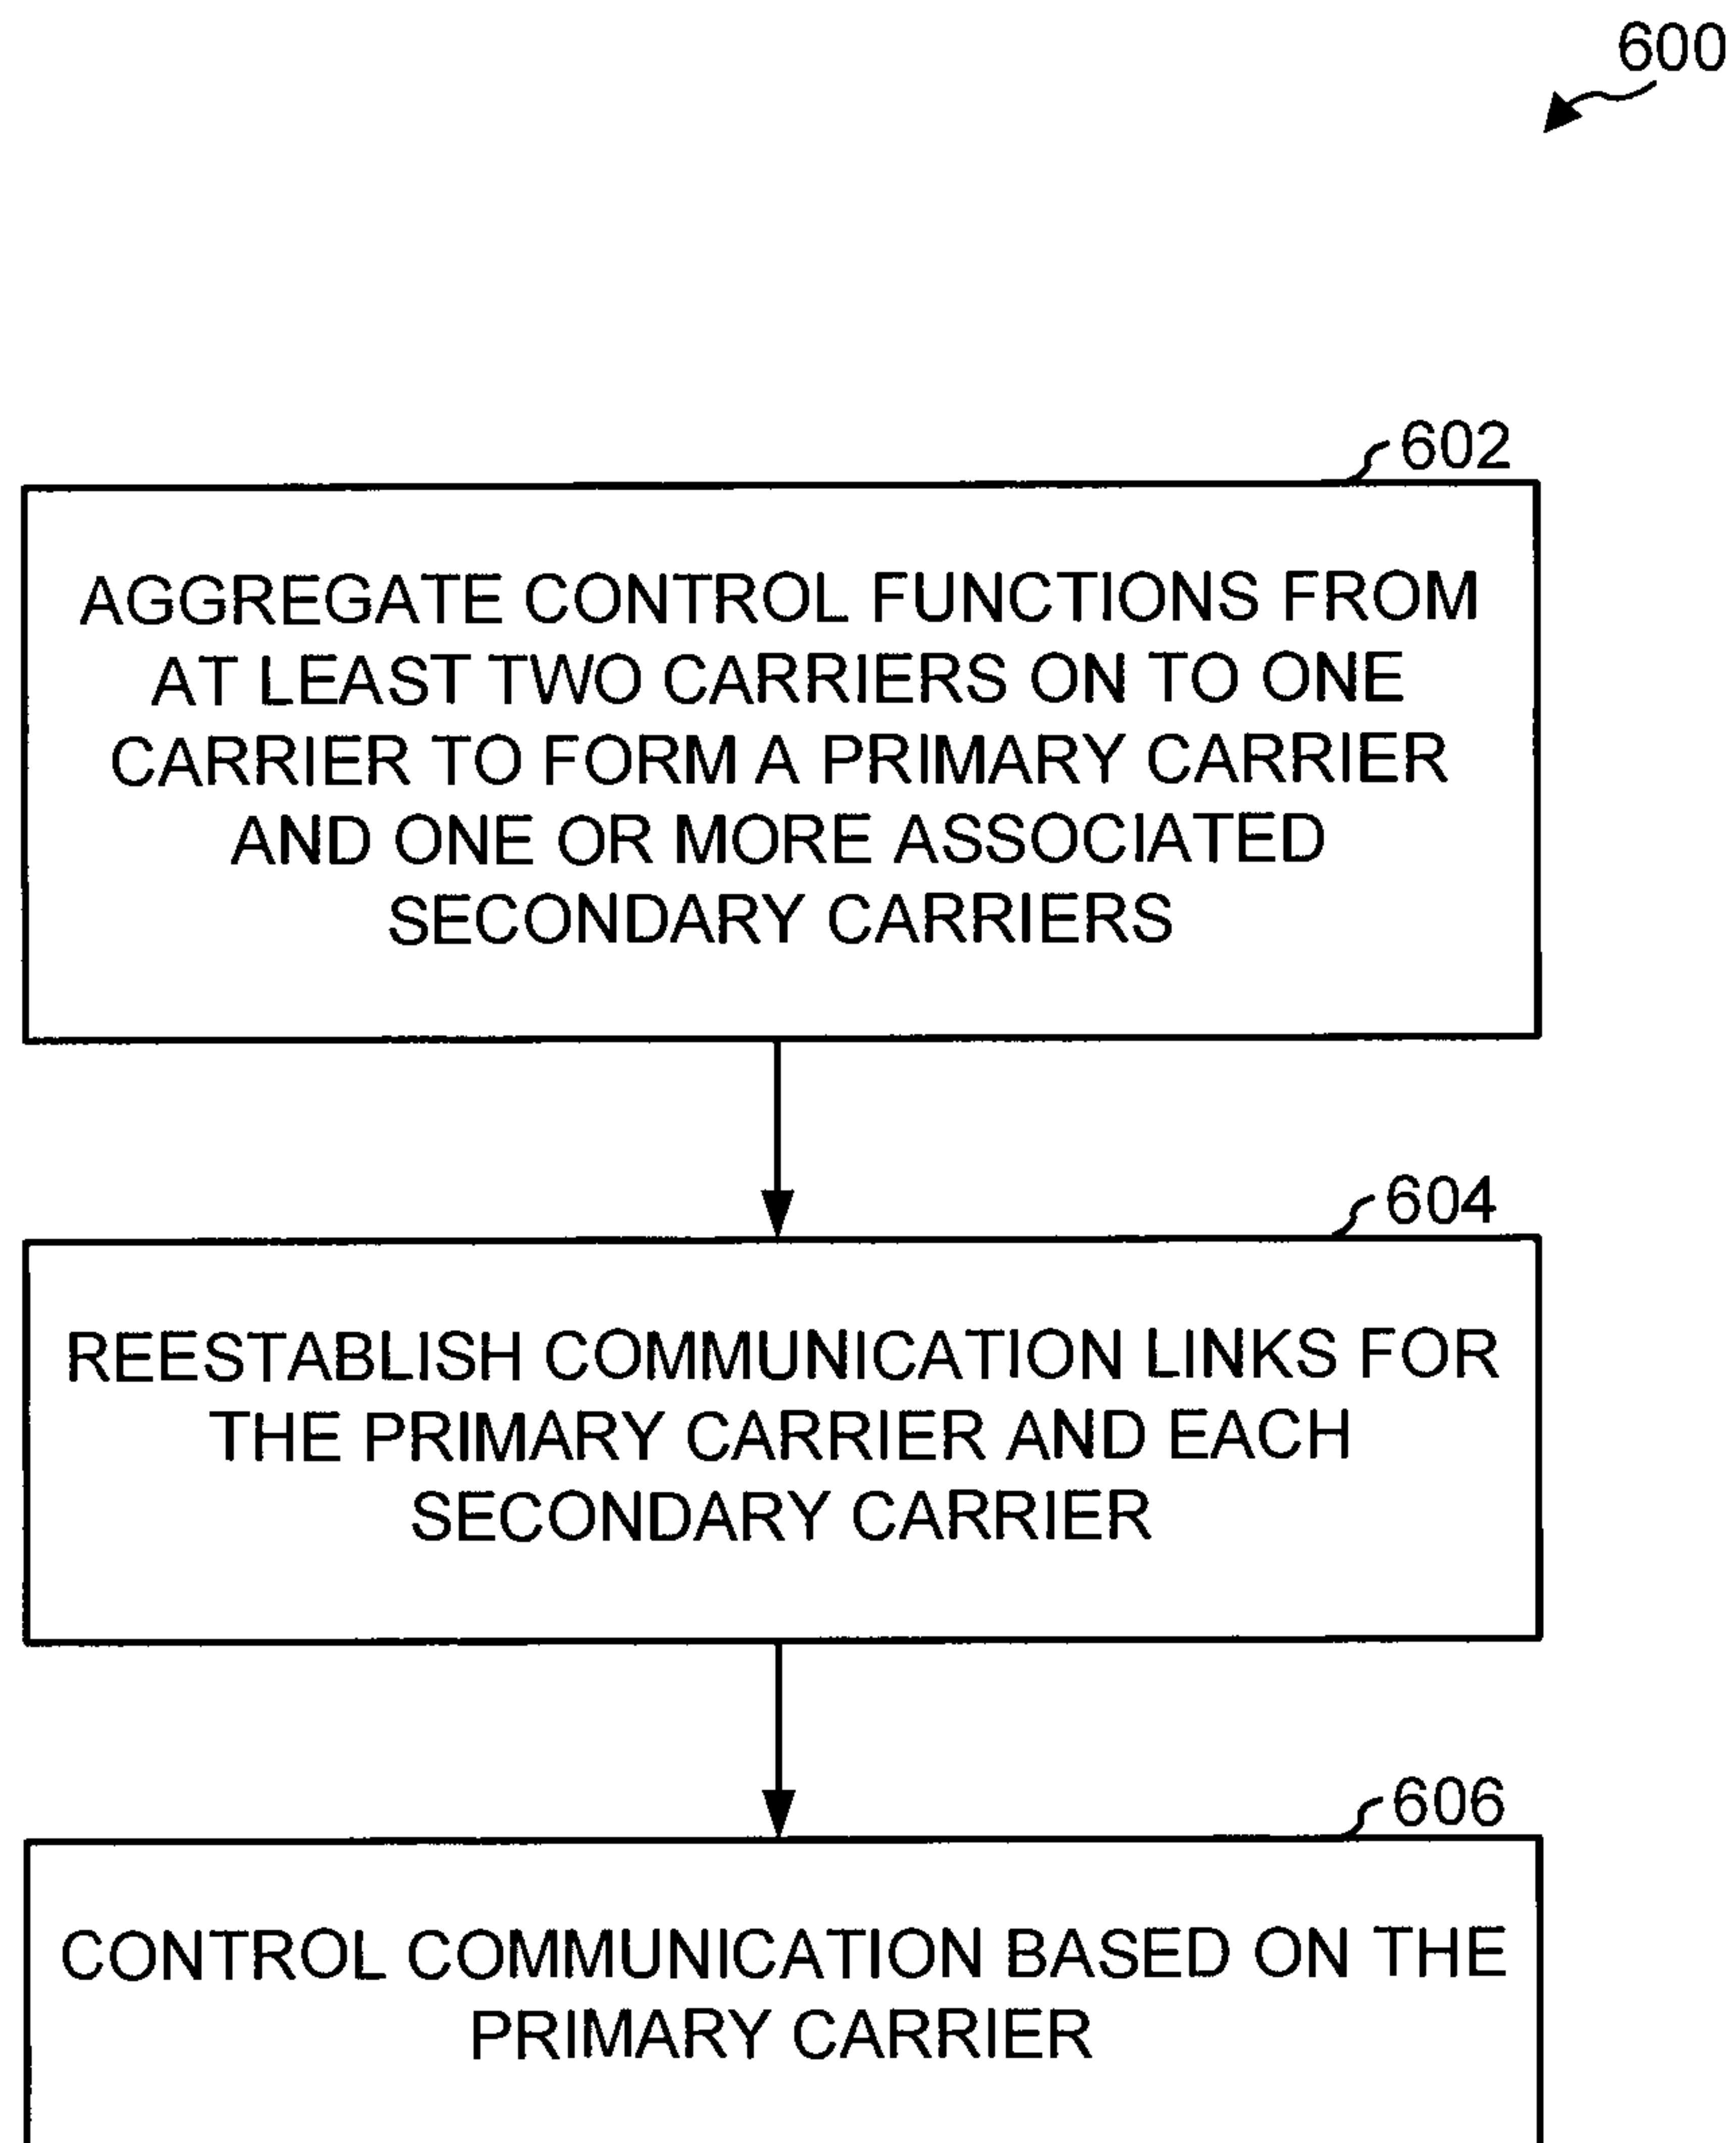 600
602
AGGREGATE CONTROL FUNCTIONS FROM
AT LEAST TWO CARRIERS ON TO ONE
CARRIER TO FORM A PRIMARY CARRIER
AND ONE OR MORE ASSOCIATED
SECONDARY CARRIERS
604
REESTABLISH COMMUNICATION LINKS FOR
THE PRIMARY CARRIER AND EACH
SECONDARY CARRIER
606
CONTROL COMMUNICATION BASED ON THE
PRIMARY CARRIER